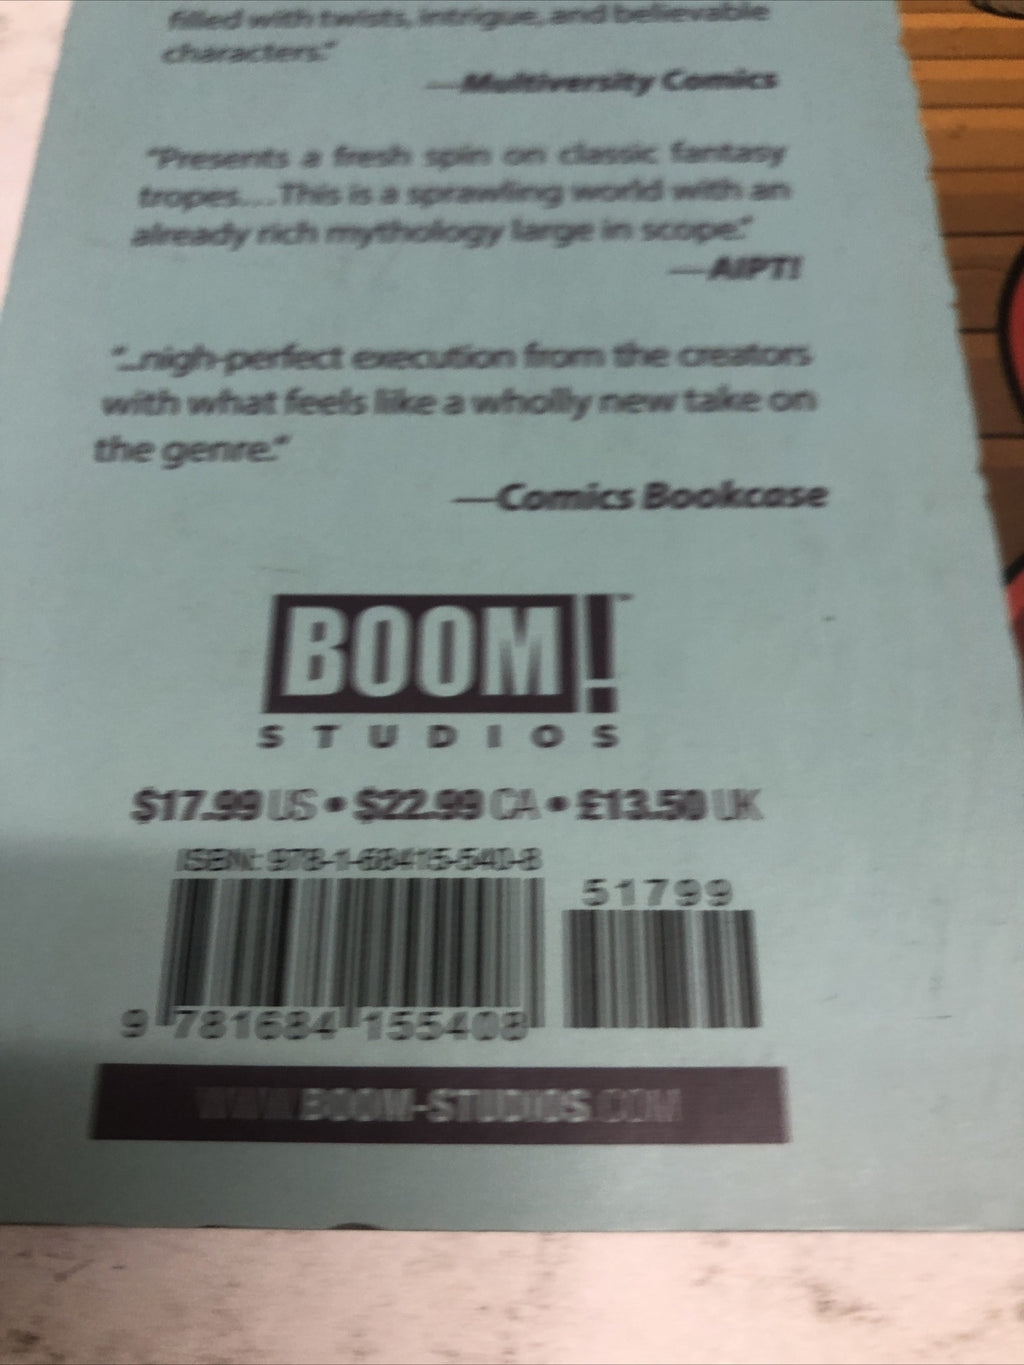 filled with twists, intrigue, and believable
characters."
—Multiversity Comics
"Presents a fresh spin on classic fantasy
tropes....This is a sprawling world with an
already rich mythology large in scope."
—AIPT!
"...nigh-perfect execution from the creators
with what feels like a wholly new take on
the genre."
—Comics Bookcase
BOOM!™
STUDIOS
$17.99 US • $22.99 CA • £13.50 UK
ISBN: 978-1-68415-540-8
51799
9 781684 155408
WWW.BOOM-STUDIOS.COM